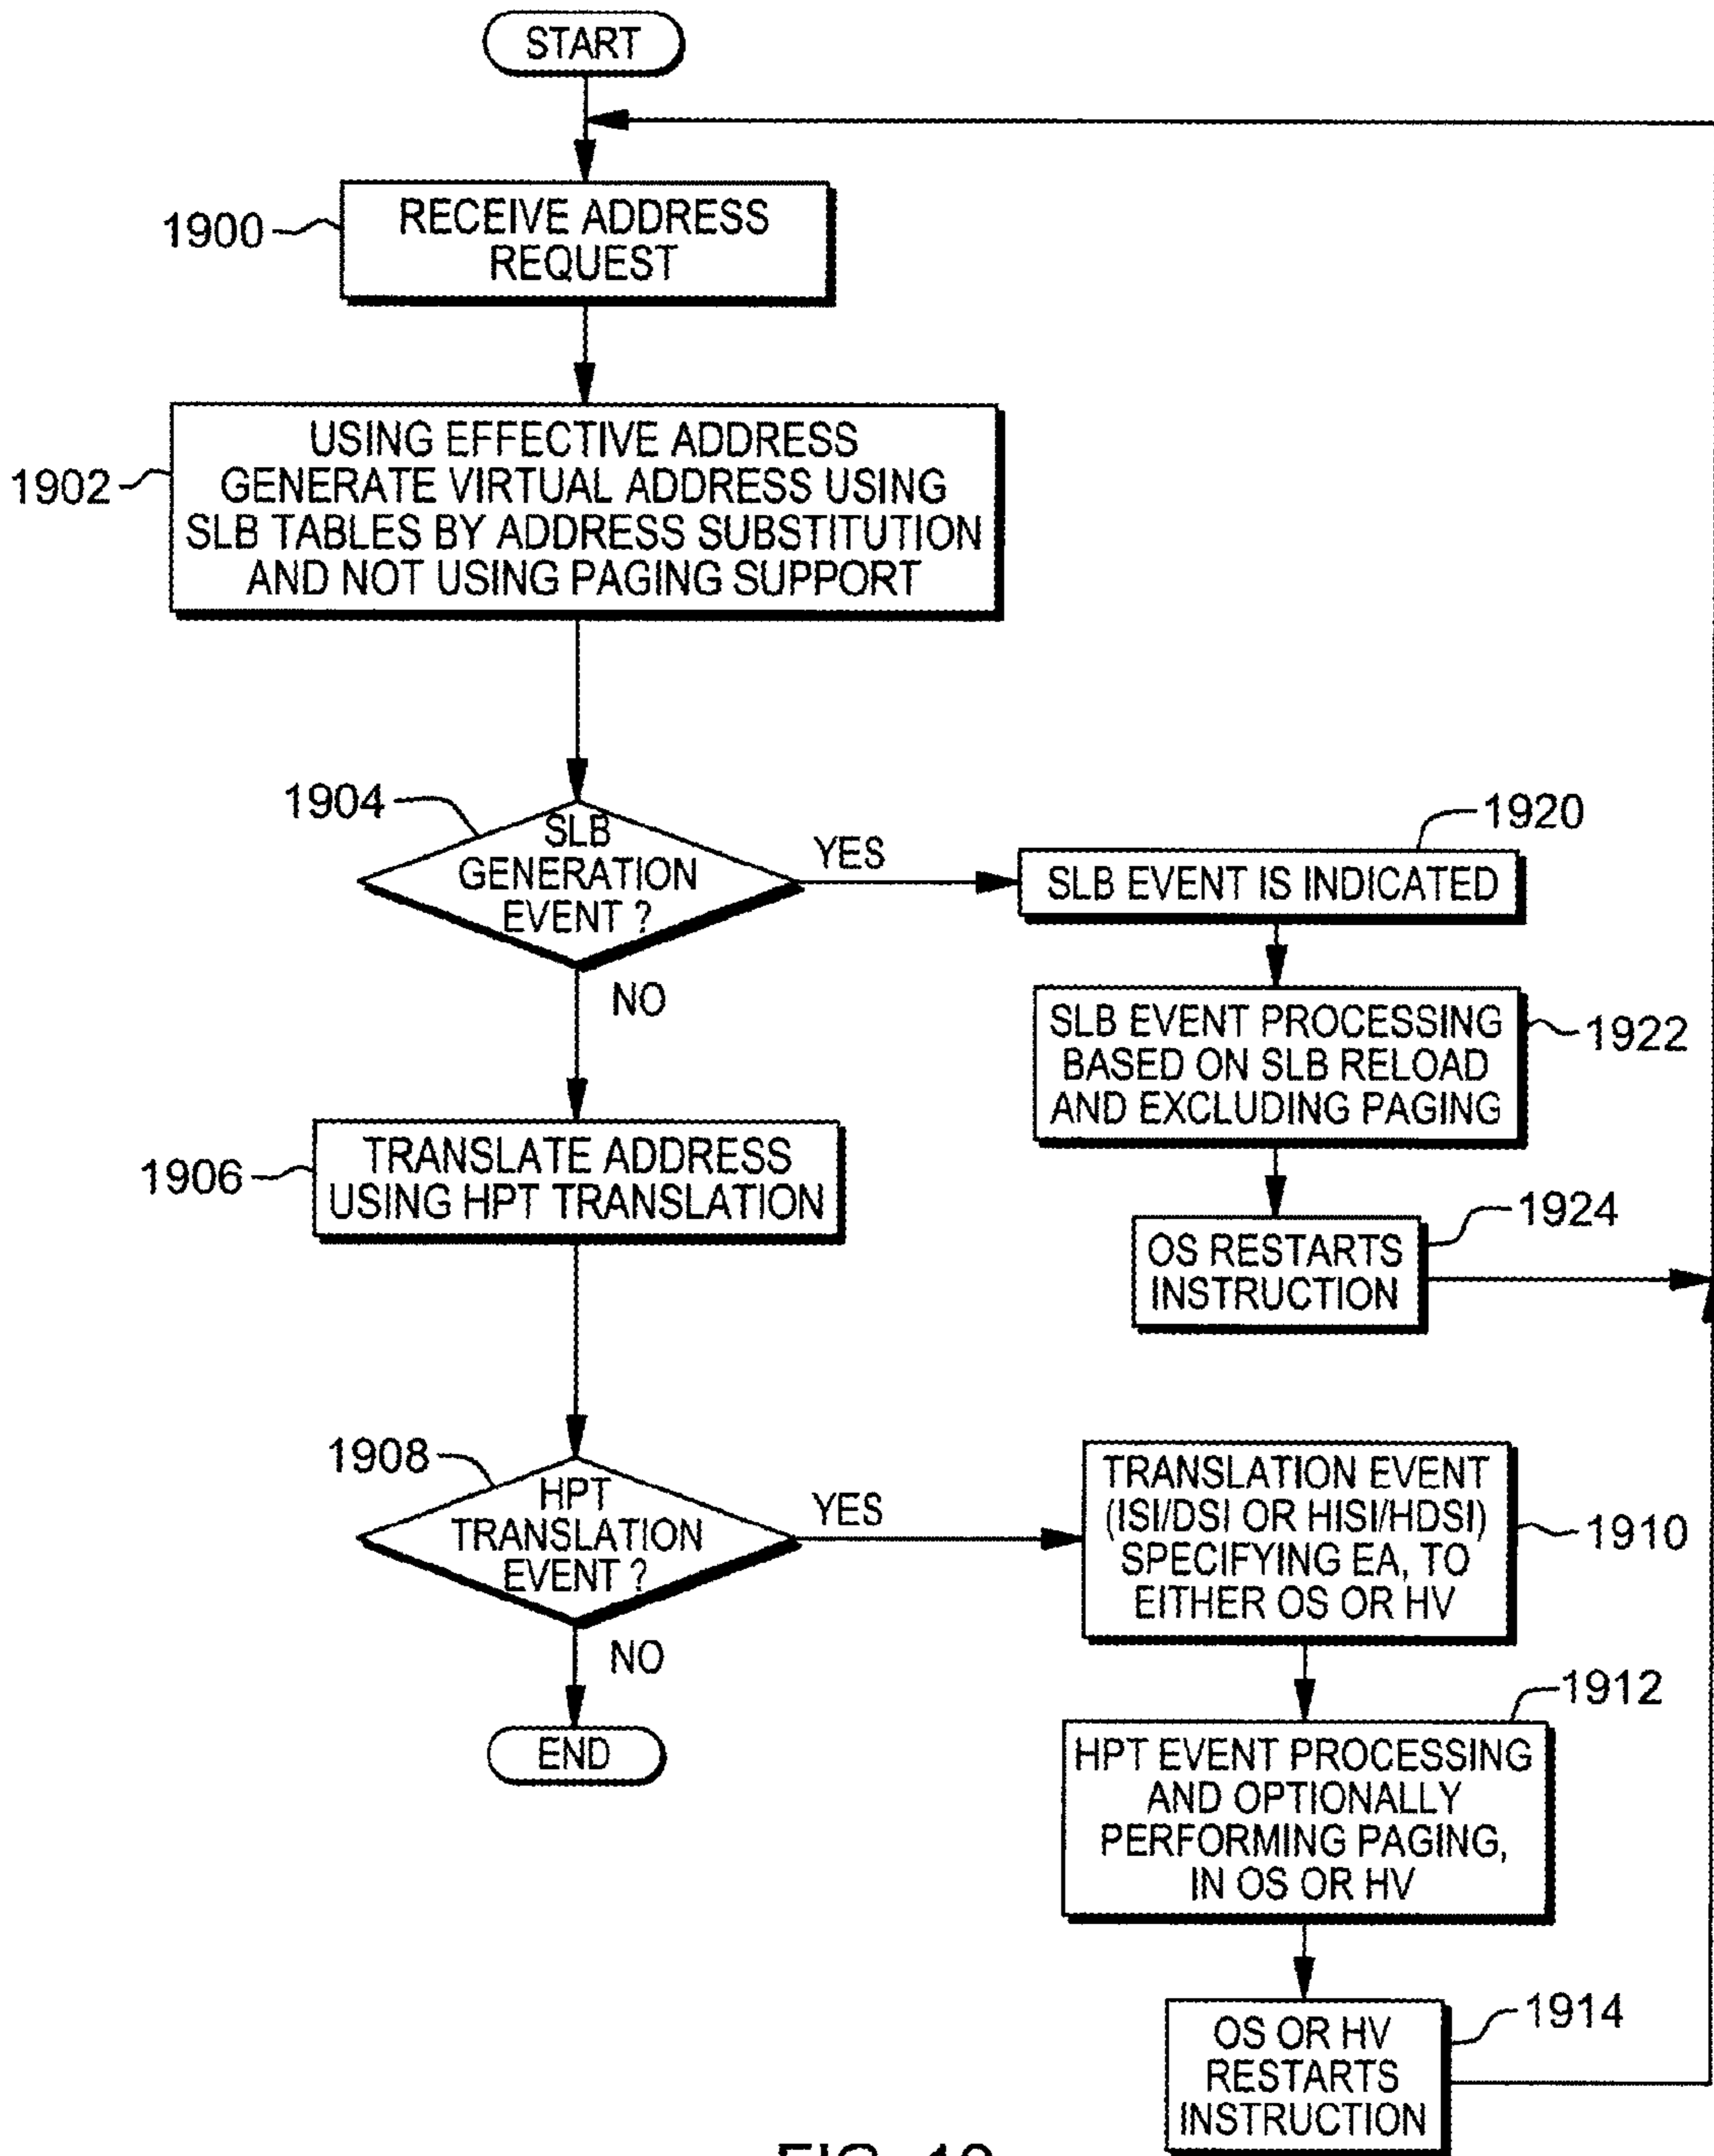 START
1900
RECEIVE ADDRESS
REQUEST
1902
USING EFFECTIVE ADDRESS
GENERATE VIRTUAL ADDRESS USING
SLB TABLES BY ADDRESS SUBSTITUTION
AND NOT USING PAGING SUPPORT
1904
SLB
GENERATION
EVENT ?
YES
NO
1920
SLB EVENT IS INDICATED
SLB EVENT PROCESSING
BASED ON SLB RELOAD
AND EXCLUDING PAGING
1922
1924
OS RESTARTS
INSTRUCTION
1906
TRANSLATE ADDRESS
USING HPT TRANSLATION
1908
HPT
TRANSLATION
EVENT ?
YES
NO
END
TRANSLATION EVENT
(ISI/DSI OR HISI/HDSI)
SPECIFYING EA, TO
EITHER OS OR HV
1910
1912
HPT EVENT PROCESSING
AND OPTIONALLY
PERFORMING PAGING,
IN OS OR HV
1914
OS OR HV
RESTARTS
INSTRUCTION
FIG. 19